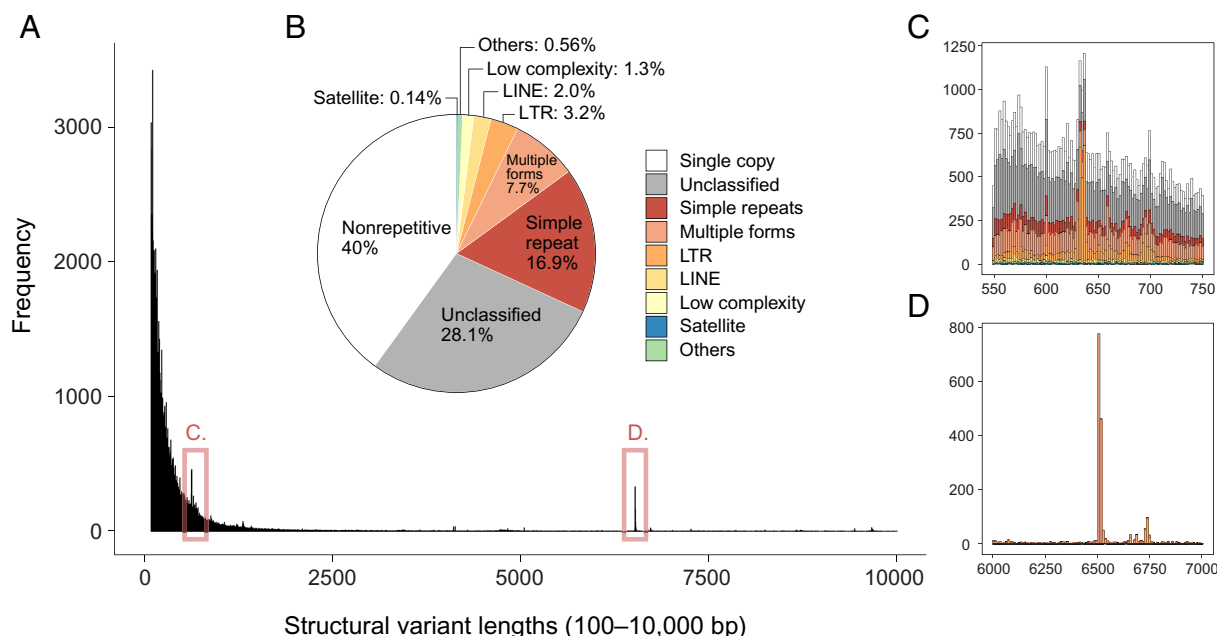 A
B
C
Others: 0.56%
Low complexity: 1.3%
LINE: 2.0%
LTR: 3.2%
Satellite: 0.14%
Multiple
forms
7.7%
Simple
repeat
16.9%
Nonrepetitive
40%
Unclassified
28.1%
Single copy
Unclassified
Simple repeats
Multiple forms
LTR
LINE
Low complexity
Satellite
Others
Frequency
3000
2000
1000
0
C.
D.
0
2500
5000
7500
10000
Structural variant lengths (100–10,000 bp)
1250
1000
750
500
250
0
550
600
650
700
750
D
800
600
400
200
0
6000
6250
6500
6750
7000